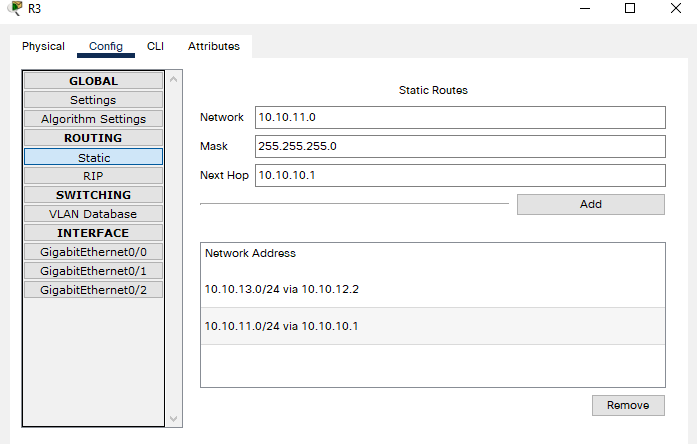 R3
Physical Config CLI Attributes
GLOBAL
Settings
Algorithm Settings
ROUTING
Static
RIP
SWITCHING
VLAN Database
INTERFACE
GigabitEthernet0/0
GigabitEthernet0/1
GigabitEthernet0/2
Static Routes
Network 10.10.11.0
Mask 255.255.255.0
Next Hop 10.10.10.1
Add
Network Address
10.10.13.0/24 via 10.10.12.2
10.10.11.0/24 via 10.10.10.1
Remove